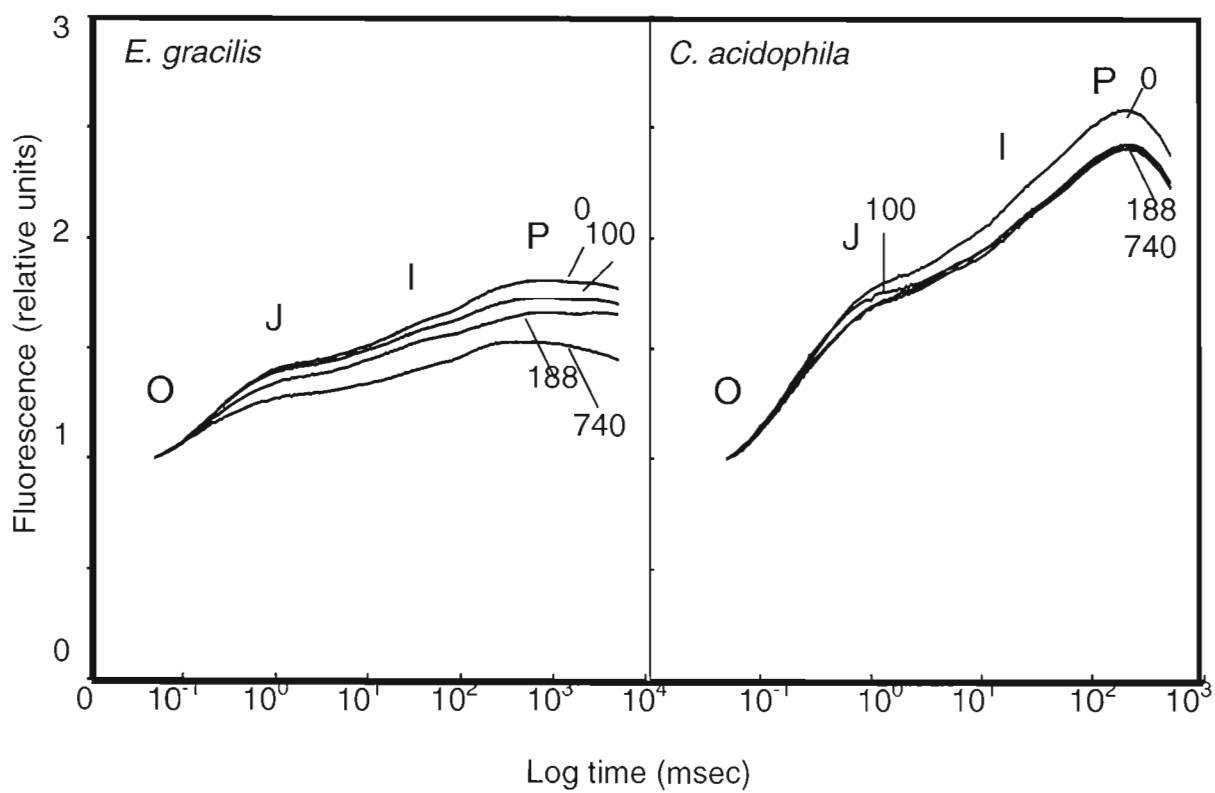 3
2
1
0
Fluorescence (relative units)
E. gracilis
O
J
I
P
0
100
188
740
0 10⁻¹ 10⁰ 10¹ 10² 10³ 10⁴
C. acidophila
O
J
100
I
P
0
188
740
10⁻¹ 10⁰ 10¹ 10² 10³
Log time (msec)